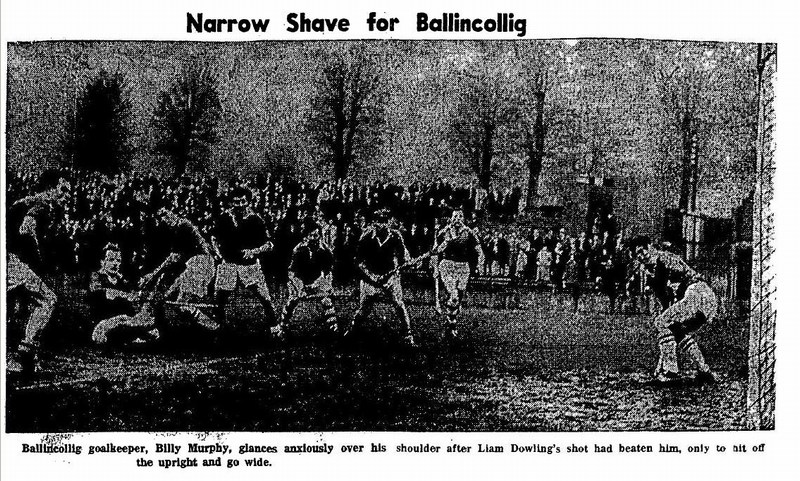 Narrow Shave for Ballincollig
Ballincollig goalkeeper, Billy Murphy, glances anxiously over his shoulder after Liam Dowling's shot had beaten him, only to hit off
the upright and go wide.